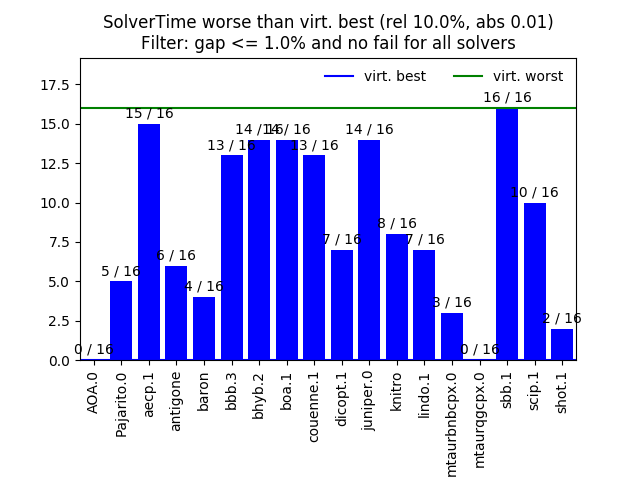 SolverTime worse than virt. best (rel 10.0%, abs 0.01)
Filter: gap <= 1.0% and no fail for all solvers
virt. best
virt. worst
17.5
15.0
12.5
10.0
7.5
5.0
2.5
0.0
0 / 16
5 / 16
15 / 16
6 / 16
4 / 16
13 / 16
14 / 16
14 / 16
13 / 16
7 / 16
14 / 16
8 / 16
7 / 16
3 / 16
0 / 16
16 / 16
10 / 16
2 / 16
AOA.0
Pajarito.0
aecp.1
antigone
baron
bbb.3
bhyb.2
boa.1
couenne.1
dicopt.1
juniper.0
knitro
lindo.1
mtaurbnbcpx.0
mtaurqgcpx.0
sbb.1
scip.1
shot.1